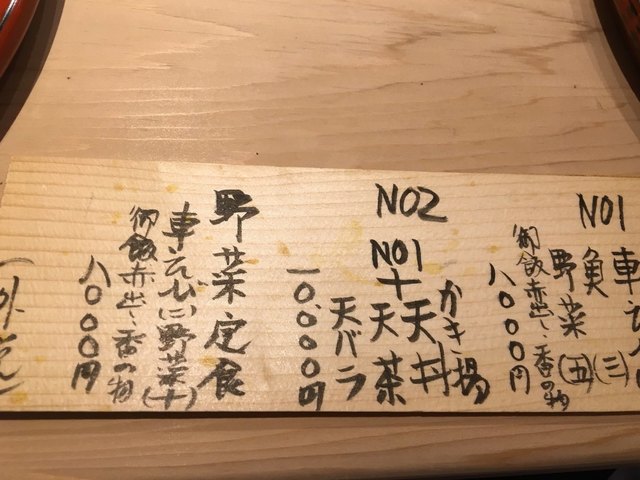 NO1
車
魚(三)
野菜(五)
御飯赤出し香の物
八〇〇〇円
NO2
NO1
+
かき揚
天丼
天茶
天バラ
一〇.〇〇〇円
野菜定食
車えび(二)野菜(十)
御飯赤出し香の物
八〇〇〇円